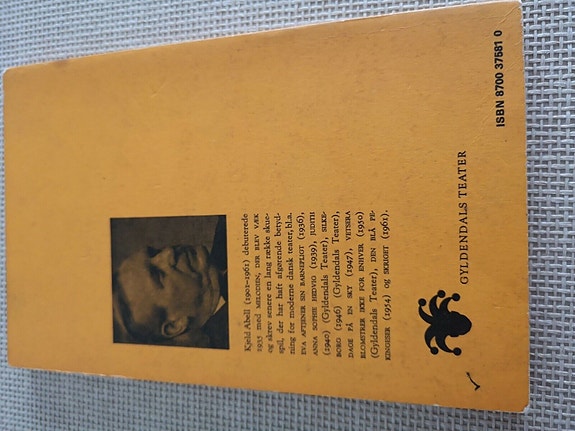 Kjeld Abell (1901-1961) debuterede
1935 med MELODIEN, DER BLEV VÆK
og skrev senere en lang række skue-
spil, der har haft afgørende betyd-
ning for moderne dansk teater, bl.a.
EVA AFTJENER SIN BARNEPLIGT (1936),
ANNA SOPHIE HEDVIG (1939), JUDITH
(1940) (Gyldendals Teater), SILKE-
BORG (1946) (Gyldendals Teater),
DAGE PÅ EN SKY (1947), VETSERA
BLOMSTRER IKKE FOR ENHVER (1950)
(Gyldendals Teater), DEN BLÅ PE-
KINGESER (1954) og SKRIGET (1961).
GYLDENDALS TEATER
ISBN 8700 37581 0